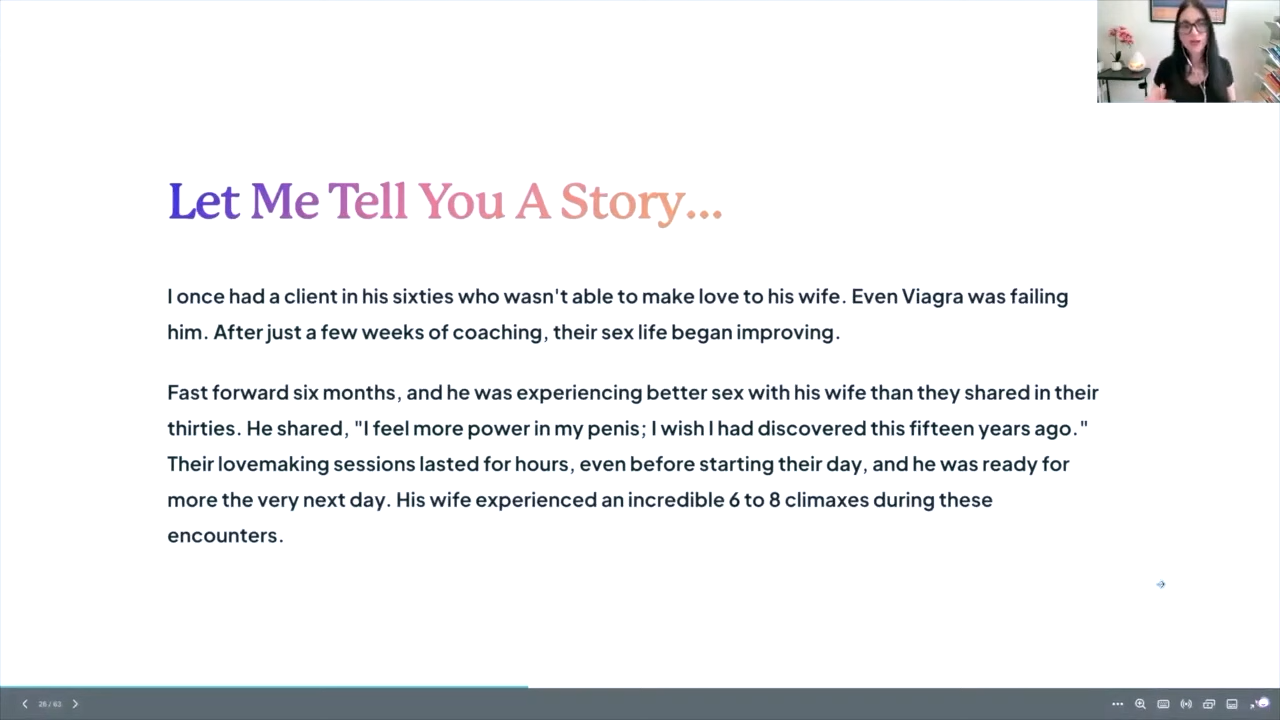 Let Me Tell You A Story...
I once had a client in his sixties who wasn't able to make love to his wife. Even Viagra was failing
him. After just a few weeks of coaching, their sex life began improving.
Fast forward six months, and he was experiencing better sex with his wife than they shared in their
thirties. He shared, "I feel more power in my penis; I wish I had discovered this fifteen years ago."
Their lovemaking sessions lasted for hours, even before starting their day, and he was ready for
more the very next day. His wife experienced an incredible 6 to 8 climaxes during these
encounters.
26 / 63